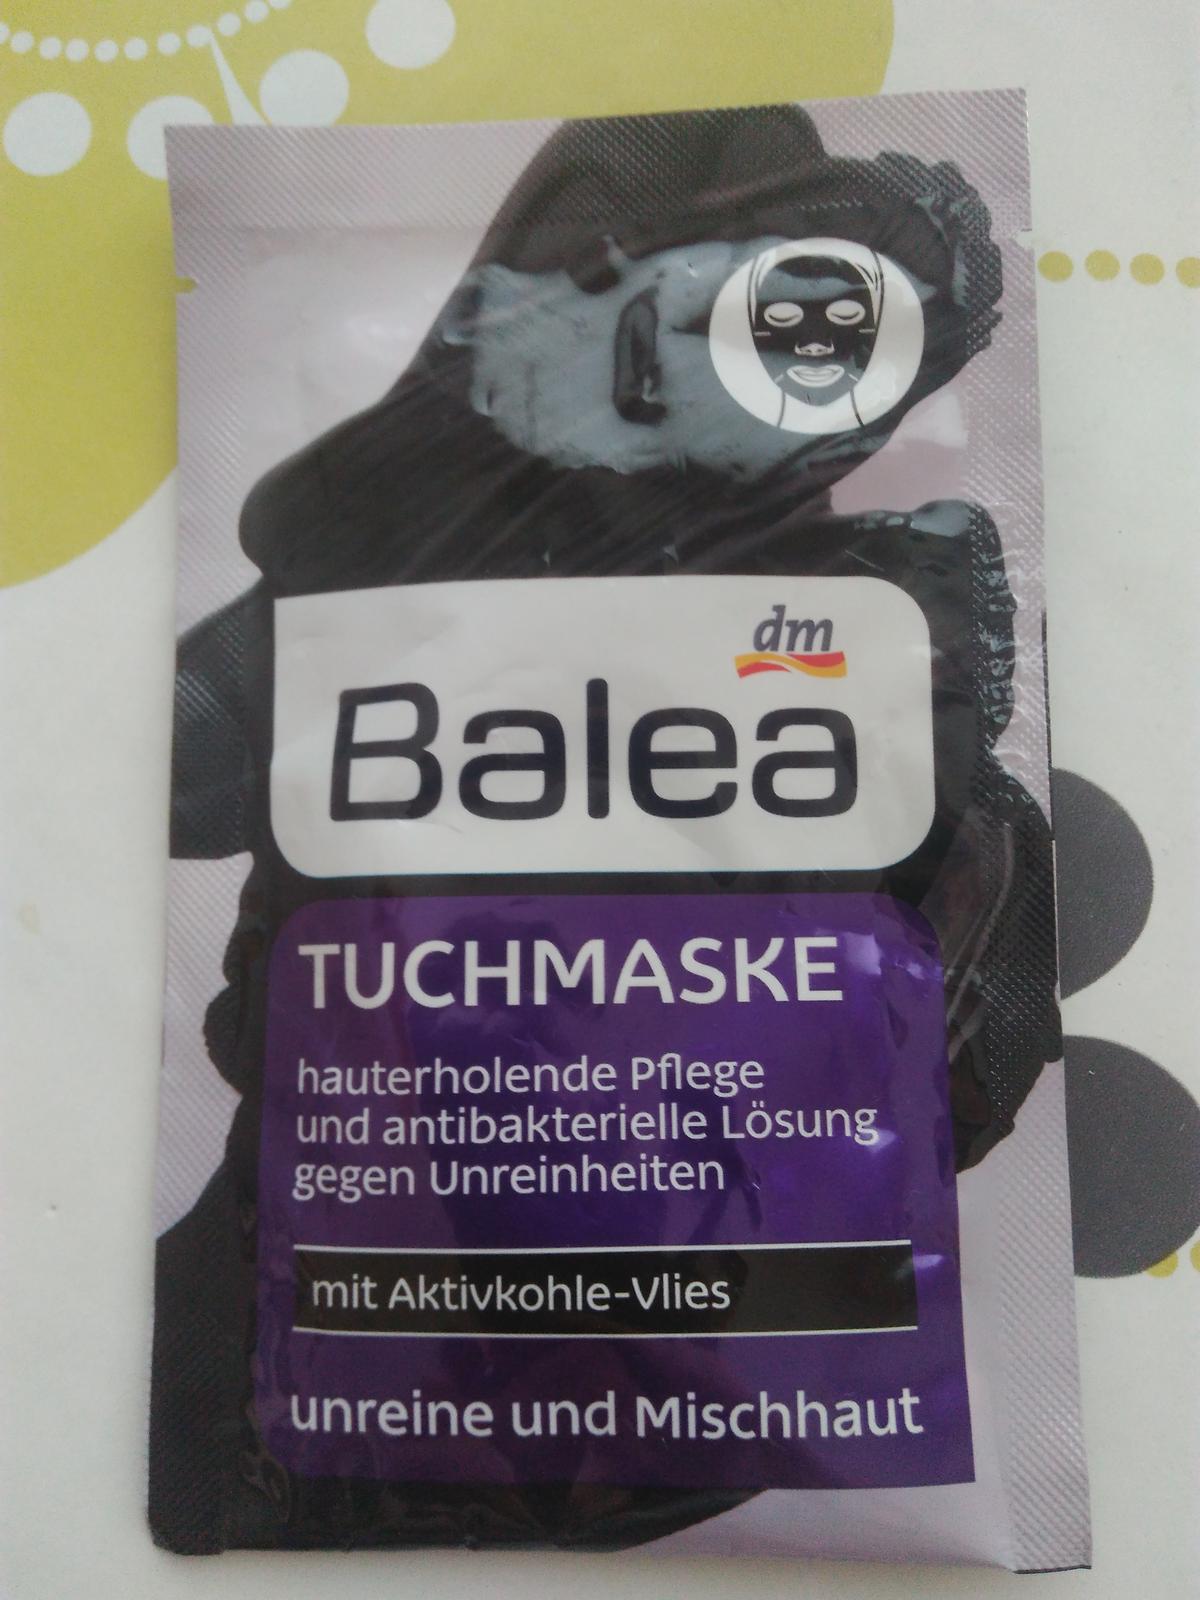 dm
Balea
TUCHMASKE
hauterholende Pflege
und antibakterielle Lösung
gegen Unreinheiten
mit Aktivkohle-Vlies
unreine und Mischhaut